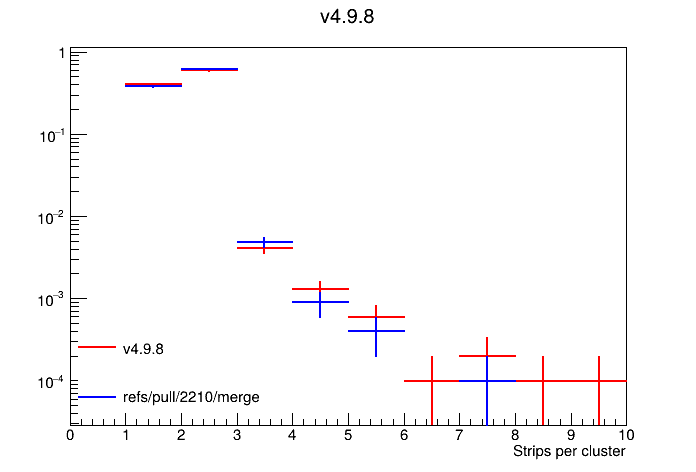 v4.9.8
1
10⁻¹
10⁻²
10⁻³
10⁻⁴
v4.9.8
refs/pull/2210/merge
0 1 2 3 4 5 6 7 8 9 10
Strips per cluster